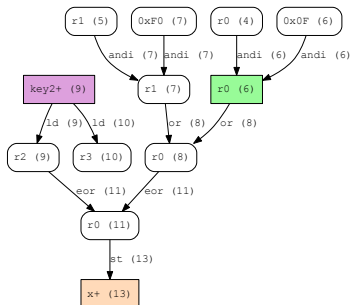 r1 (5)
0xF0 (7)
r0 (4)
0x0F (6)
andi (7)
andi (7)
andi (6)
andi (6)
key2+ (9)
r1 (7)
r0 (6)
ld (9)
ld (10)
or (8)
or (8)
r2 (9)
r3 (10)
r0 (8)
eor (11)
eor (11)
r0 (11)
st (13)
x+ (13)